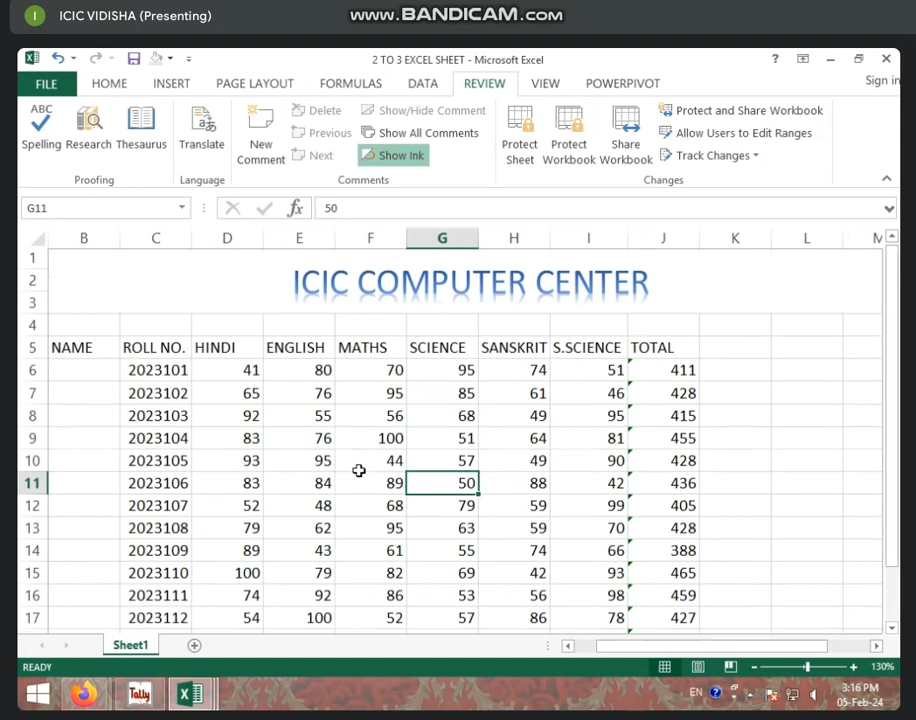 I ICIC VIDISHA (Presenting)
www.BANDICAM.com
2 TO 3 EXCEL SHEET - Microsoft Excel
?
Sign in
FILE HOME INSERT PAGE LAYOUT FORMULAS DATA REVIEW VIEW POWERPIVOT
ABC
Spelling Research Thesaurus
Proofing
Translate
Language
New Comment
Delete
Previous
Next
Show/Hide Comment
Show All Comments
Show Ink
Comments
Protect Sheet
Protect Workbook
Share Workbook
Protect and Share Workbook
Allow Users to Edit Ranges
Track Changes
Changes
G11 fx 50
B C D E F G H I J K L M
1
2 ICIC COMPUTER CENTER
3
4
5 NAME ROLL NO. HINDI ENGLISH MATHS SCIENCE SANSKRIT S.SCIENCE TOTAL
6 2023101 41 80 70 95 74 51 411
7 2023102 65 76 95 85 61 46 428
8 2023103 92 55 56 68 49 95 415
9 2023104 83 76 100 51 64 81 455
10 2023105 93 95 44 57 49 90 428
11 2023106 83 84 89 50 88 42 436
12 2023107 52 48 68 79 59 99 405
13 2023108 79 62 95 63 59 70 428
14 2023109 89 43 61 55 74 66 388
15 2023110 100 79 82 69 42 93 465
16 2023111 74 92 86 53 56 98 459
17 2023112 54 100 52 57 86 78 427
Sheet1
READY 130%
Tally EN 3:16 PM
05-Feb-24